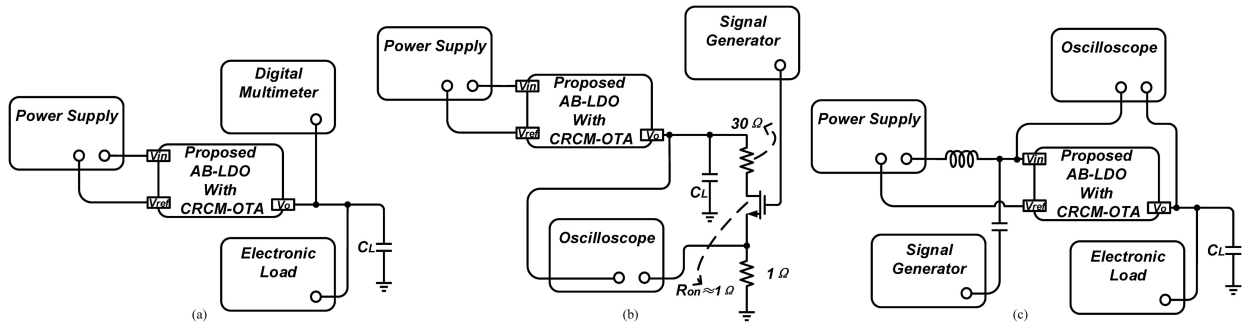 Power Supply
Digital
Multimeter
Vin
Vref
Proposed
AB-LDO
With
CRCM-OTA
Vo
CL
Electronic
Load
(a)
Power Supply
Signal
Generator
Vin
Vref
Proposed
AB-LDO
With
CRCM-OTA
Vo
30 Ω
CL
Oscilloscope
Ron≈1 Ω
1 Ω
(b)
Oscilloscope
Power Supply
Vin
Vref
Proposed
AB-LDO
With
CRCM-OTA
Vo
Signal
Generator
Electronic
Load
CL
(c)